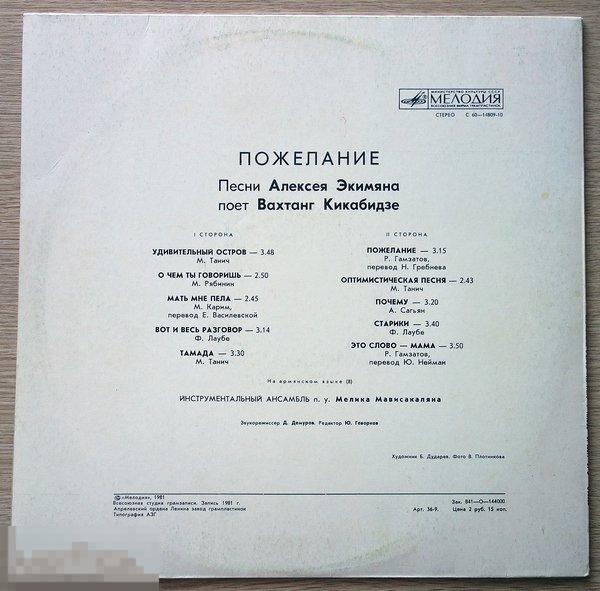 МИНИСТЕРСТВО КУЛЬТУРЫ СССР
МЕЛОДИЯ
ВСЕСОЮЗНАЯ ФИРМА ГРАМПЛАСТИНОК
СТЕРЕО С 60—14809-10
ПОЖЕЛАНИЕ
Песни Алексея Экимяна
поет Вахтанг Кикабидзе
I СТОРОНА
УДИВИТЕЛЬНЫЙ ОСТРОВ — 3.48
М. Танич
О ЧЕМ ТЫ ГОВОРИШЬ — 2.50
М. Рябинин
МАТЬ МНЕ ПЕЛА — 2.45
М. Карим,
перевод Е. Василевской
ВОТ И ВЕСЬ РАЗГОВОР — 3.14
Ф. Лаубе
ТАМАДА — 3.30
М. Танич
II СТОРОНА
ПОЖЕЛАНИЕ — 3.15
Р. Гамзатов,
перевод Н. Гребнева
ОПТИМИСТИЧЕСКАЯ ПЕСНЯ — 2.43
М. Танич
ПОЧЕМУ — 3.20
А. Сагьян
СТАРИКИ — 3.40
Ф. Лаубе
ЭТО СЛОВО — МАМА — 3.50
Р. Гамзатов,
перевод Ю. Нейман
На армянском языке (8)
ИНСТРУМЕНТАЛЬНЫЙ АНСАМБЛЬ п. у. Мелика Мависакаляна
Звукорежиссер Д. Демуров. Редактор Ю. Геворков
Художник Б. Дударев. Фото В. Плотникова
℗ «Мелодия», 1981
Всесоюзная студия грамзаписи. Запись 1981 г.
Апрелевский ордена Ленина завод грампластинок
Типография АЗГ
Арт. 36-9.
Зак. 841—О—144000
Цена 2 руб. 15 коп.